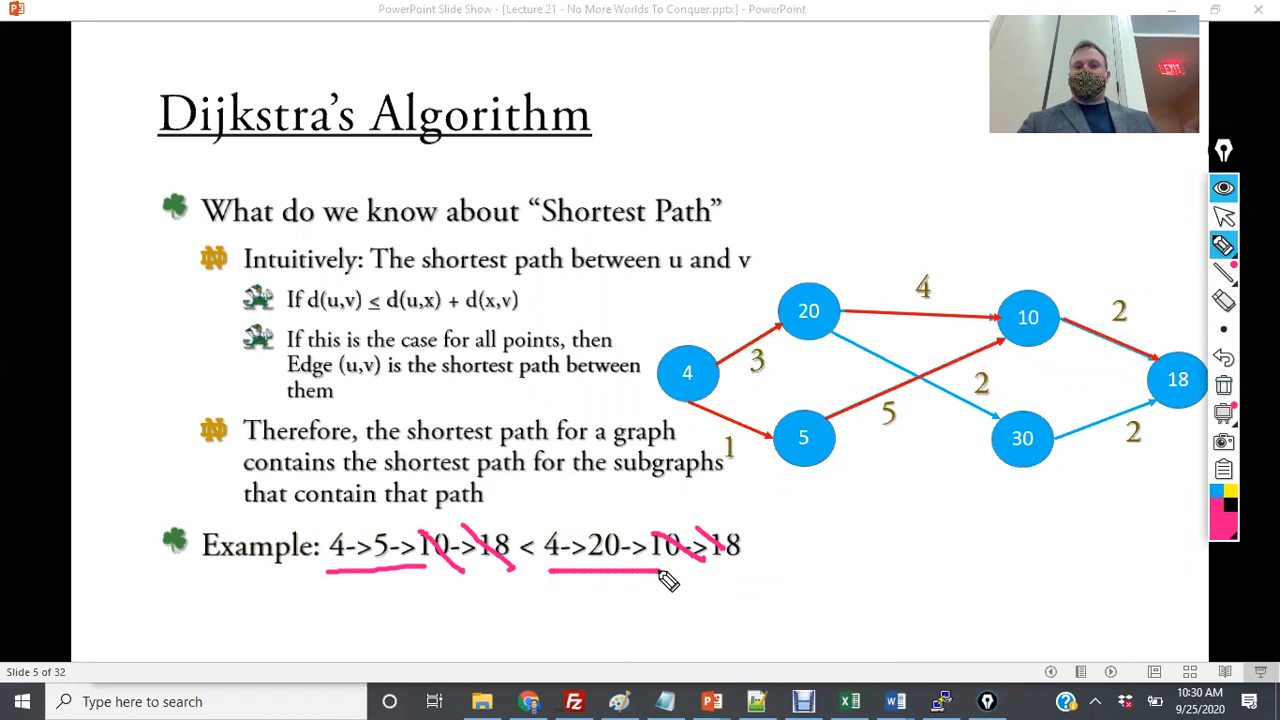 PowerPoint Slide Show - [Lecture 21 - No More Worlds To Conquer.pptx] - PowerPoint
EXIT
Dijkstra's Algorithm
What do we know about "Shortest Path"
Intuitively: The shortest path between u and v
If d(u,v) ≤ d(u,x) + d(x,v)
If this is the case for all points, then
Edge (u,v) is the shortest path between
them
Therefore, the shortest path for a graph
contains the shortest path for the subgraphs
that contain that path
Example: 4->5->10->18 < 4->20->10->18
4
20
10
2
3
4
2
18
5
1
5
30
2
Slide 5 of 32
Type here to search
10:30 AM
9/25/2020